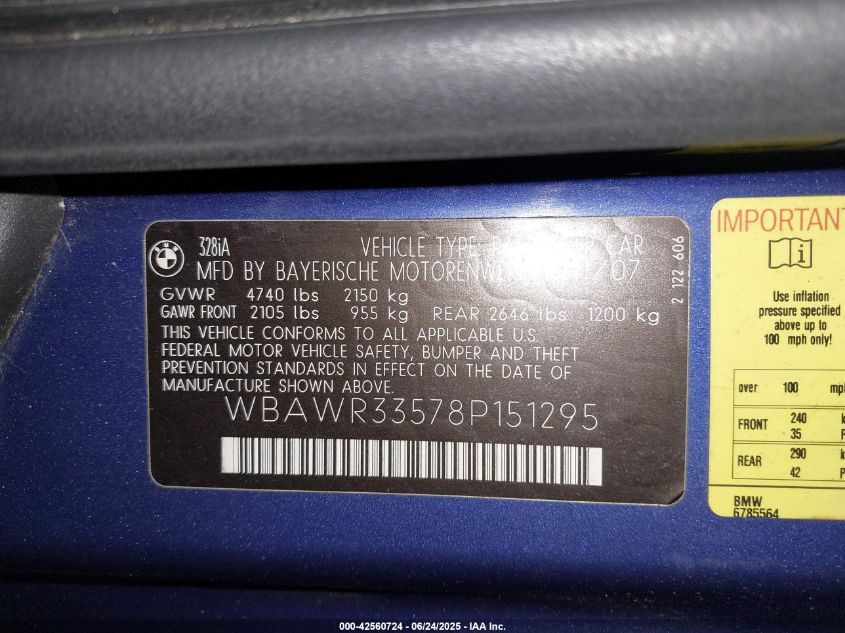 BMW
328iA VEHICLE TYPE CAR
MFD BY BAYERISCHE /07
GVWR 4740 lbs 2150 kg
GAWR FRONT 2105 lbs 955 kg REAR 2646 lbs 1200 kg
THIS VEHICLE CONFORMS TO ALL APPLICABLE U.S.
FEDERAL MOTOR VEHICLE SAFETY, BUMPER AND THEFT
PREVENTION STANDARDS IN EFFECT ON THE DATE OF
MANUFACTURE SHOWN ABOVE.
WBAWR33578P151295
2 122 606
IMPORTANT
Use inflation
pressure specified
above up to
100 mph only!
over 100 mp
FRONT 240 k
35 P
REAR 290 k
42 P
BMW
6785564
000-42560724 - 06/24/2025 - IAA Inc.